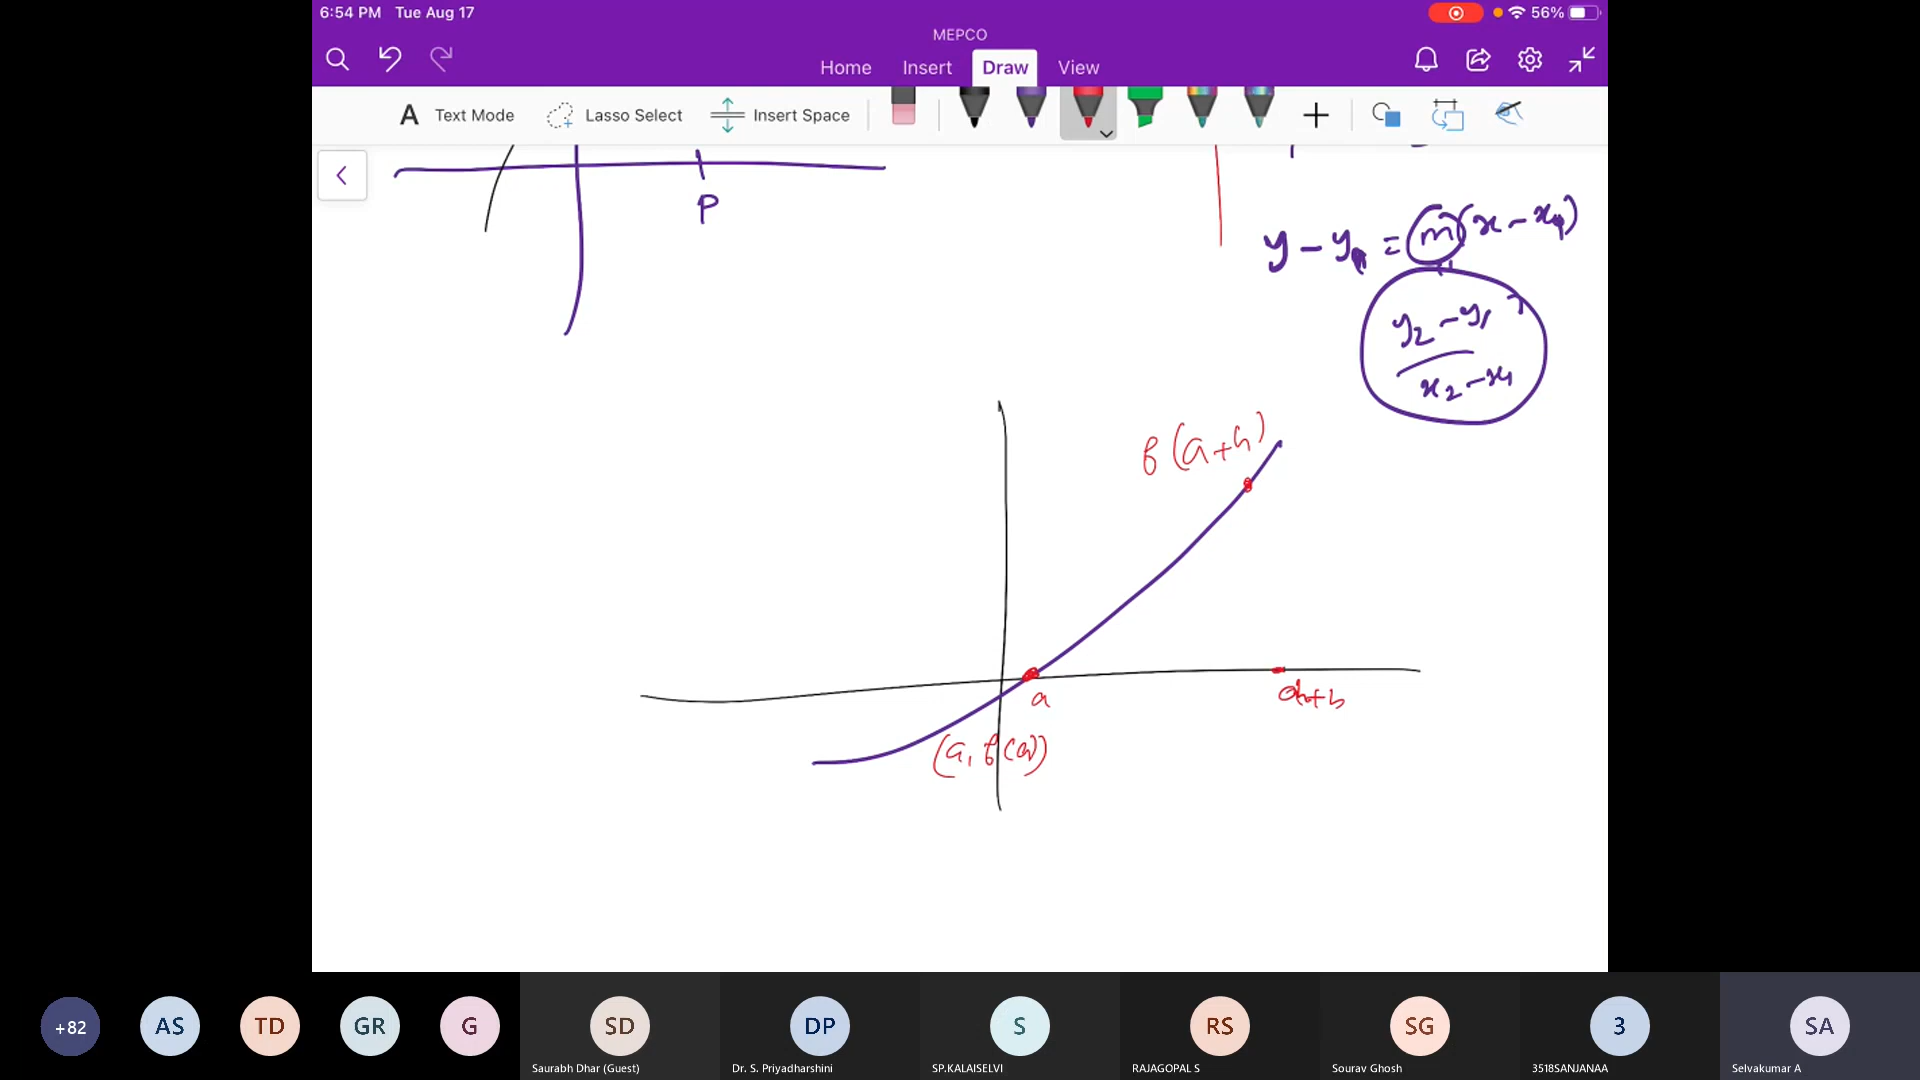 6:54 PM Tue Aug 17
56%
MEPCO
Home Insert Draw View
A Text Mode Lasso Select Insert Space
P
y - y₁ = m(x - x₁)
y₂ - y₁
x₂ - x₁
f(a+h)
a
a+h
(a, f(a))
+82 AS TD GR G SD DP S RS SG 3 SA
Saurabh Dhar (Guest) Dr. S. Priyadharshini SP.KALAISELVI RAJAGOPAL S Sourav Ghosh 3518SANJANAA Selvakumar A